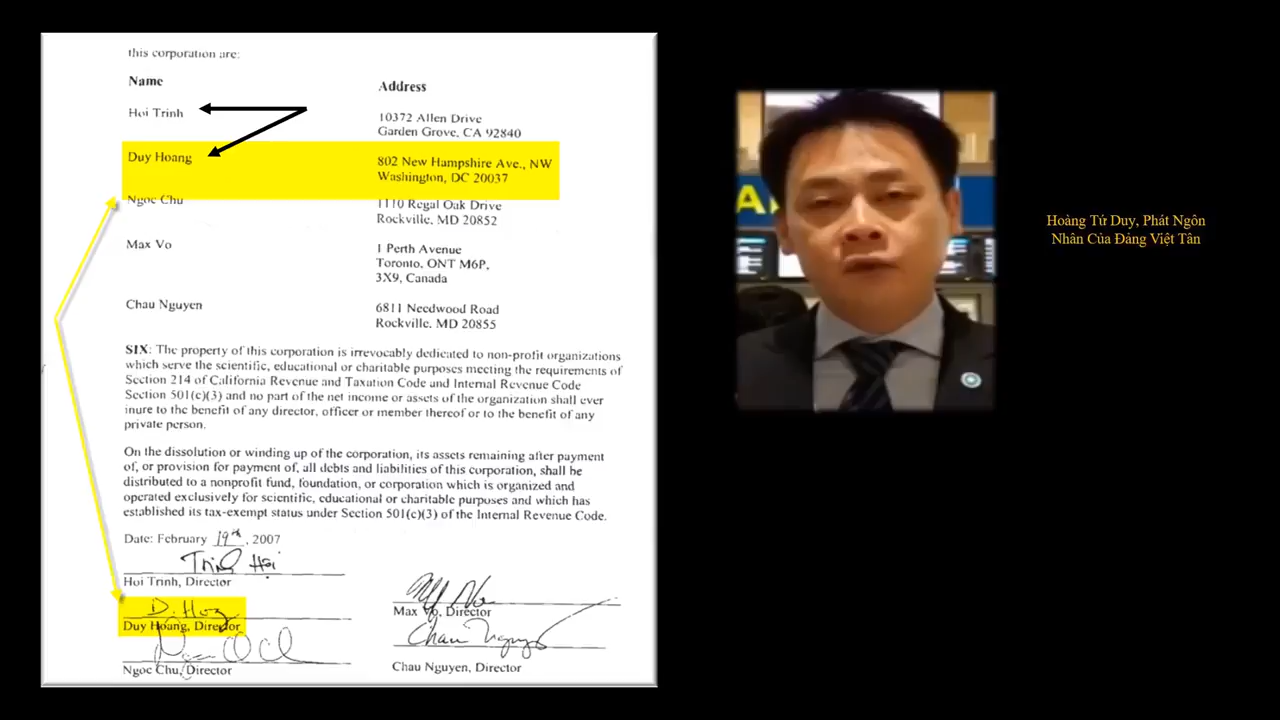 this corporation are:
Name
Address
Hoi Trinh
10372 Allen Drive
Garden Grove, CA 92840
Duy Hoang
802 New Hampshire Ave., NW
Washington, DC 20037
Ngoc Chu
1110 Regal Oak Drive
Rockville, MD 20852
Max Vo
1 Perth Avenue
Toronto, ONT M6P,
3X9, Canada
Chau Nguyen
6811 Needwood Road
Rockville, MD 20855
SIX: The property of this corporation is irrevocably dedicated to non-profit organizations
which serve the scientific, educational or charitable purposes meeting the requirements of
Section 214 of California Revenue and Taxation Code and Internal Revenue Code
Section 501(c)(3) and no part of the net income or assets of the organization shall ever
inure to the benefit of any director, officer or member thereof or to the benefit of any
private person.
On the dissolution or winding up of the corporation, its assets remaining after payment
of, or provision for payment of, all debts and liabilities of this corporation, shall be
distributed to a nonprofit fund, foundation, or corporation which is organized and
operated exclusively for scientific, educational or charitable purposes and which has
established its tax-exempt status under Section 501(c)(3) of the Internal Revenue Code.
Date: February 19th, 2007
Trinh Hội
Hoi Trinh, Director
D. Hog
Duy Hoang, Director
Ngoc Chu, Director
Max Vo, Director
Chau Nguyen
Chau Nguyen, Director
Hoàng Tứ Duy, Phát Ngôn
Nhân Của Đảng Việt Tân